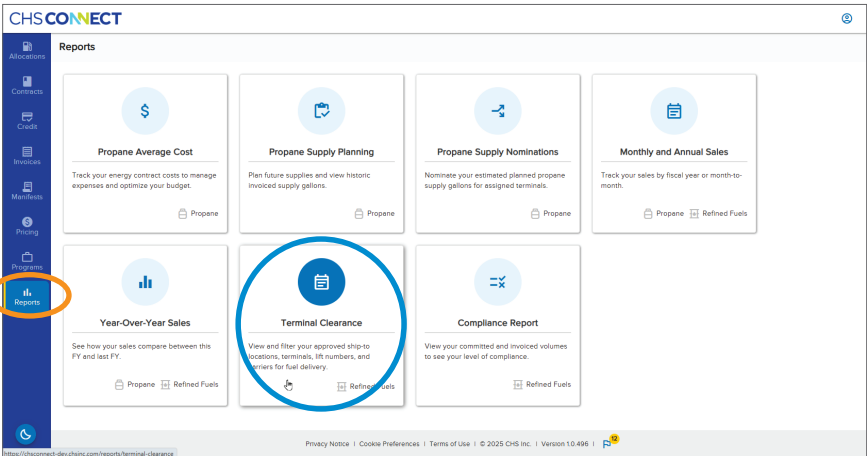 CHS CONNECT
Allocations
Contracts
Credit
Invoices
Manifests
Pricing
Programs
Reports
Reports
Propane Average Cost
Track your energy contract costs to manage
expenses and optimize your budget.
Propane
Propane Supply Planning
Plan future supplies and view historic
invoiced supply gallons.
Propane
Propane Supply Nominations
Nominate your estimated planned propane
supply gallons for assigned terminals.
Propane
Monthly and Annual Sales
Track your sales by fiscal year or month-to-
month.
Propane Refined Fuels
Year-Over-Year Sales
See how your sales compare between this
FY and last FY.
Propane Refined Fuels
Terminal Clearance
View and filter your approved ship-to
locations, terminals, lift numbers, and
carriers for fuel delivery.
Refined Fuels
Compliance Report
View your committed and invoiced volumes
to see your level of compliance.
Refined Fuels
Privacy Notice | Cookie Preferences | Terms of Use | © 2025 CHS Inc. | Version 1.0.496 | 12
https://chsconnect-dev.chsinc.com/reports/terminal-clearance